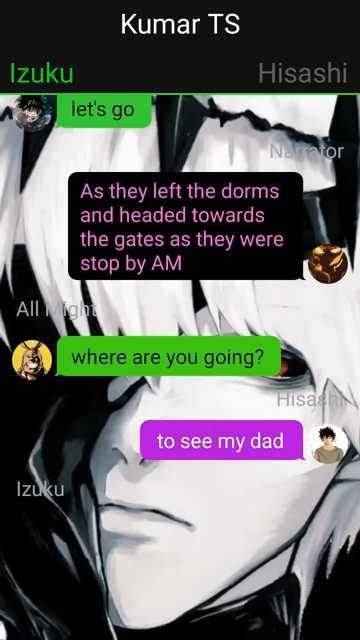 Kumar TS
Izuku
Hisashi
let's go
Narrator
As they left the dorms
and headed towards
the gates as they were
stop by AM
All Might
where are you going?
Hisashi
to see my dad
Izuku